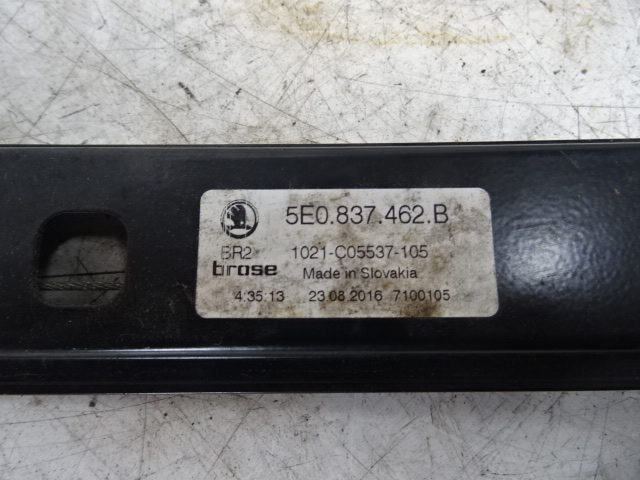 5E0.837.462.B
BR2 1021-C05537-105
brose Made in Slovakia
4:35:13 23 08 2016 7100105